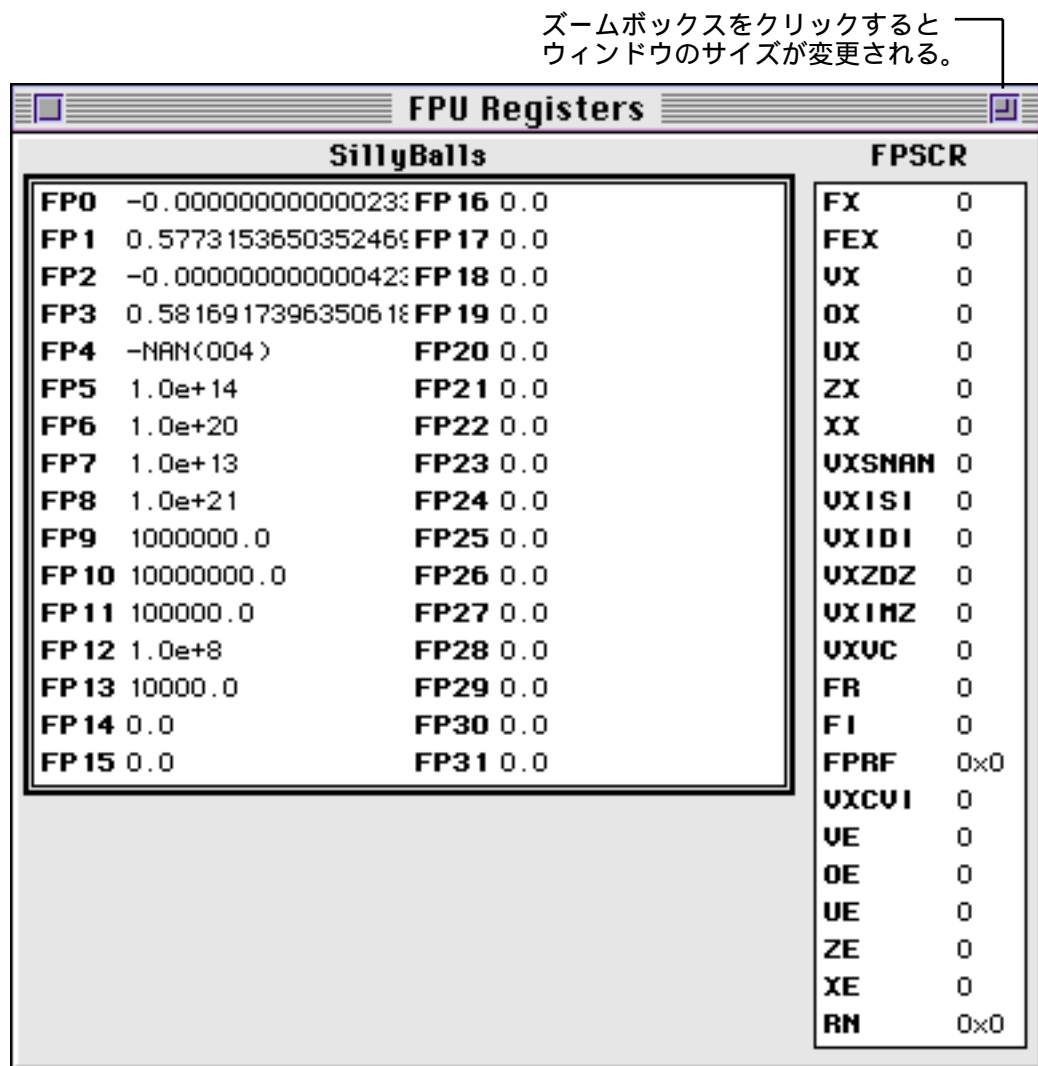 ズームボックスをクリックすると
ウィンドウのサイズが変更される。
FPU Registers
SillyBalls
FP0 -0.000000000000233 FP16 0.0
FP1 0.577315365035246 FP17 0.0
FP2 -0.000000000000423 FP18 0.0
FP3 0.581691739635061 FP19 0.0
FP4 -NAN(004) FP20 0.0
FP5 1.0e+14 FP21 0.0
FP6 1.0e+20 FP22 0.0
FP7 1.0e+13 FP23 0.0
FP8 1.0e+21 FP24 0.0
FP9 1000000.0 FP25 0.0
FP10 10000000.0 FP26 0.0
FP11 100000.0 FP27 0.0
FP12 1.0e+8 FP28 0.0
FP13 10000.0 FP29 0.0
FP14 0.0 FP30 0.0
FP15 0.0 FP31 0.0
FPSCR
FX 0
FEX 0
VX 0
OX 0
UX 0
ZX 0
XX 0
VXSNAN 0
VXISI 0
VXIDI 0
VXZDZ 0
VXIMZ 0
VXVC 0
FR 0
FI 0
FPRF 0x0
VXCVI 0
VE 0
OE 0
UE 0
ZE 0
XE 0
RN 0x0